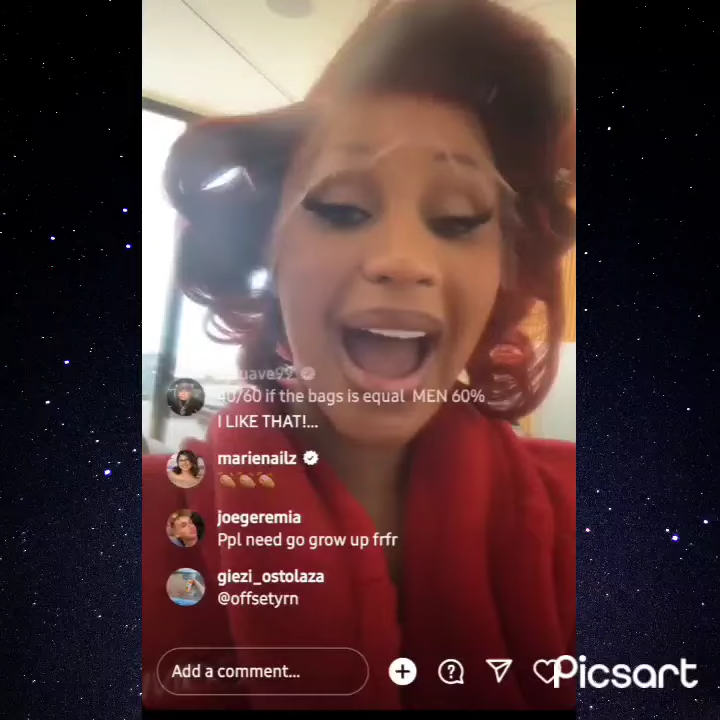 40/60 if the bags is equal MEN 60%
I LIKE THAT!...
marienailz
👏🏽👏🏽👏🏽
joegeremia
Ppl need go grow up frfr
giezi_ostolaza
@offsetyrn
Add a comment...
Picsart